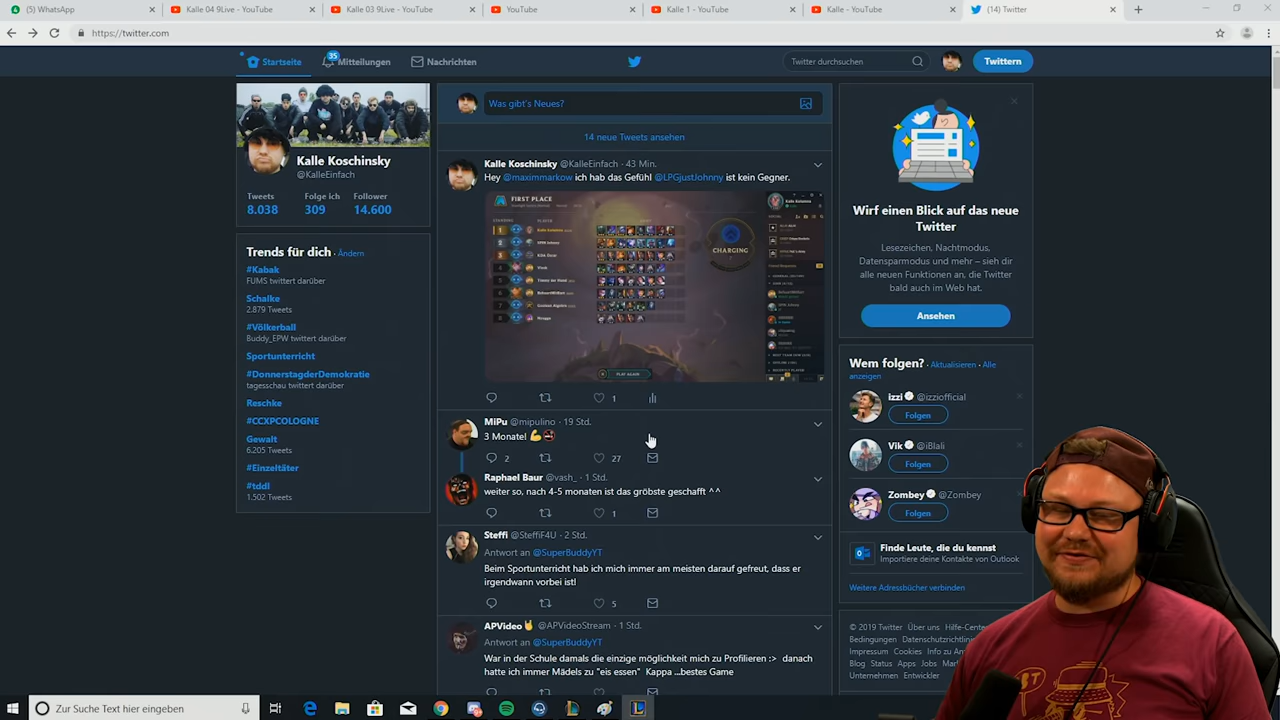 (5) WhatsApp
Kalle 04 9Live - YouTube
Kalle 03 9Live - YouTube
YouTube
Kalle 1 - YouTube
Kalle - YouTube
(14) Twitter
https://twitter.com
Startseite
35
Mitteilungen
Nachrichten
Twitter durchsuchen
Twittern
Kalle Koschinsky
@KalleEinfach
Tweets Folge ich Follower
8.038 309 14.600
Trends für dich · Ändern
#Kabak
FUMS twittert darüber
Schalke
2.879 Tweets
#Völkerball
Buddy_EPW twittert darüber
Sportunterricht
#DonnerstagderDemokratie
tagesschau twittert darüber
Reschke
#CCXPCOLOGNE
Gewalt
6.205 Tweets
#Einzeltäter
#tddl
1.502 Tweets
Was gibt's Neues?
14 neue Tweets ansehen
Kalle Koschinsky @KalleEinfach · 43 Min.
Hey @maximmarkow ich hab das Gefühl @LPGjustJohnny ist kein Gegner.
FIRST PLACE
CHARGING
PLAY AGAIN
1
MiPu @mipulino · 19 Std.
3 Monate! 💪🚭
2 27
Raphael Baur @vash_ · 1 Std.
weiter so, nach 4-5 monaten ist das gröbste geschafft ^^
1
Steffi @SteffiF4U · 2 Std.
Antwort an @SuperBuddyYT
Beim Sportunterricht hab ich mich immer am meisten darauf gefreut, dass er
irgendwann vorbei ist!
5
APVideo🤘 @APVideoStream · 1 Std.
Antwort an @SuperBuddyYT
War in der Schule damals die einzige möglichkeit mich zu Profilieren :> danach
hatte ich immer Mädels zu "eis essen" Kappa ...bestes Game
Wirf einen Blick auf das neue
Twitter
Lesezeichen, Nachtmodus,
Datensparmodus und mehr – sieh dir
alle neuen Funktionen an, die Twitter
bald auch im Web hat.
Ansehen
Wem folgen? · Aktualisieren · Alle
anzeigen
izzi @izziofficial
Folgen
Vik @iBlali
Folgen
Zombey @Zombey
Folgen
Finde Leute, die du kennst
Importiere deine Kontakte von Outlook
Weitere Adressbücher verbinden
© 2019 Twitter Über uns Hilfe-Center
Bedingungen Datenschutzrichtlinien
Impressum Cookies
Blog Status Apps Jobs
Unternehmen Entwickler
Zur Suche Text hier eingeben